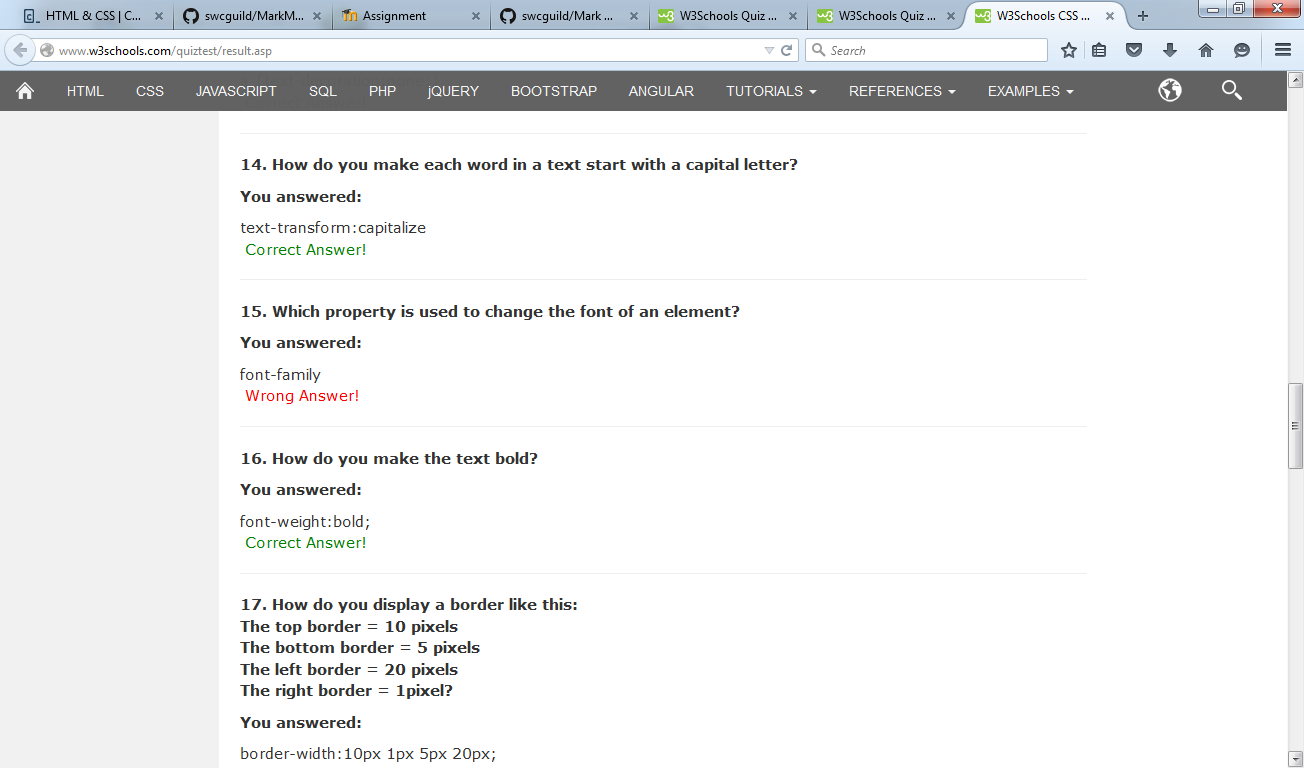 HTML & CSS | C...
swcguild/MarkM...
Assignment
swcguild/Mark ...
W3Schools Quiz ...
W3Schools Quiz ...
W3Schools CSS ...
www.w3schools.com/quiztest/result.asp
Search
HTML CSS JAVASCRIPT SQL PHP jQUERY BOOTSTRAP ANGULAR TUTORIALS REFERENCES EXAMPLES
14. How do you make each word in a text start with a capital letter?
You answered:
text-transform:capitalize
Correct Answer!
15. Which property is used to change the font of an element?
You answered:
font-family
Wrong Answer!
16. How do you make the text bold?
You answered:
font-weight:bold;
Correct Answer!
17. How do you display a border like this:
The top border = 10 pixels
The bottom border = 5 pixels
The left border = 20 pixels
The right border = 1pixel?
You answered:
border-width:10px 1px 5px 20px;